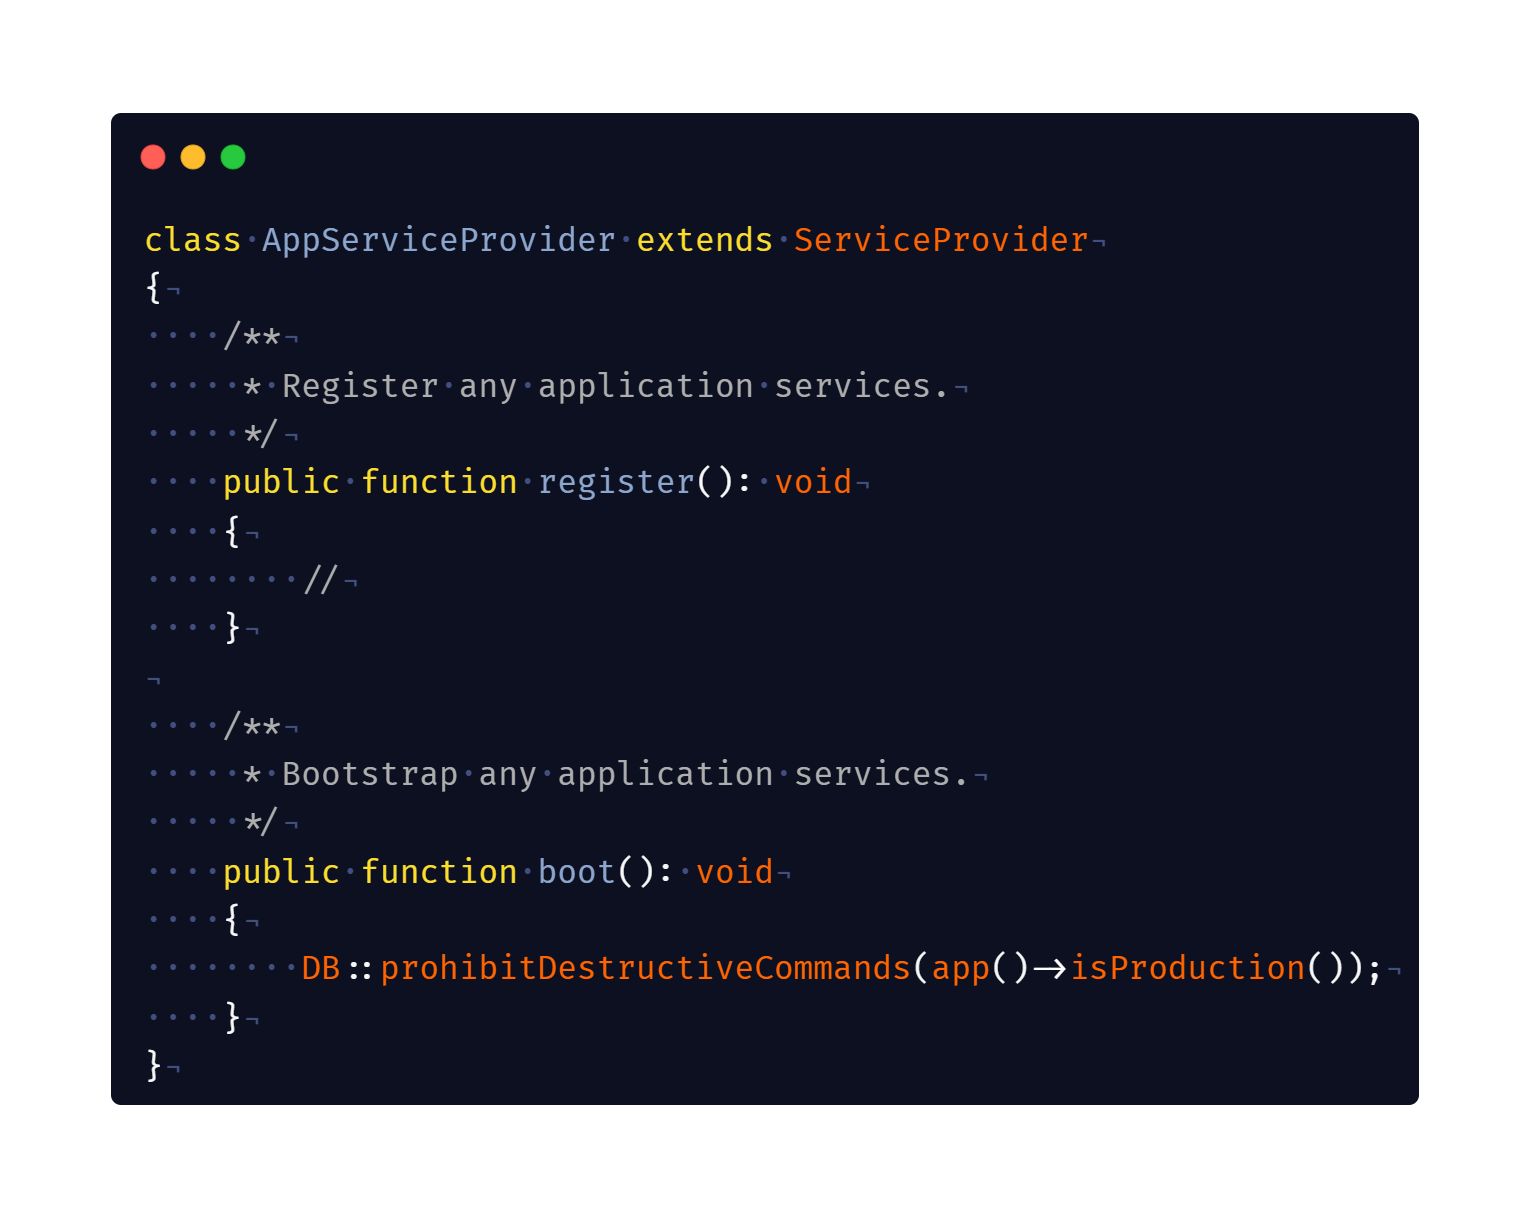 class AppServiceProvider extends ServiceProvider
{
    /**
     * Register any application services.
     */
    public function register(): void
    {
        //
    }

    /**
     * Bootstrap any application services.
     */
    public function boot(): void
    {
        DB::prohibitDestructiveCommands(app()->isProduction());
    }
}